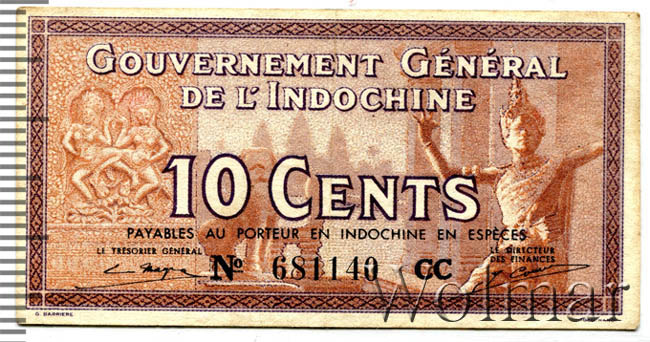 GOUVERNEMENT GÉNÉRAL
DE L'INDOCHINE
10 CENTS
PAYABLES AU PORTEUR EN INDOCHINE EN ESPÈCES
LE TRÉSORIER GÉNÉRAL
LE DIRECTEUR
DES FINANCES
No 681140 CC
G. BARRIÈRE
Wolmar